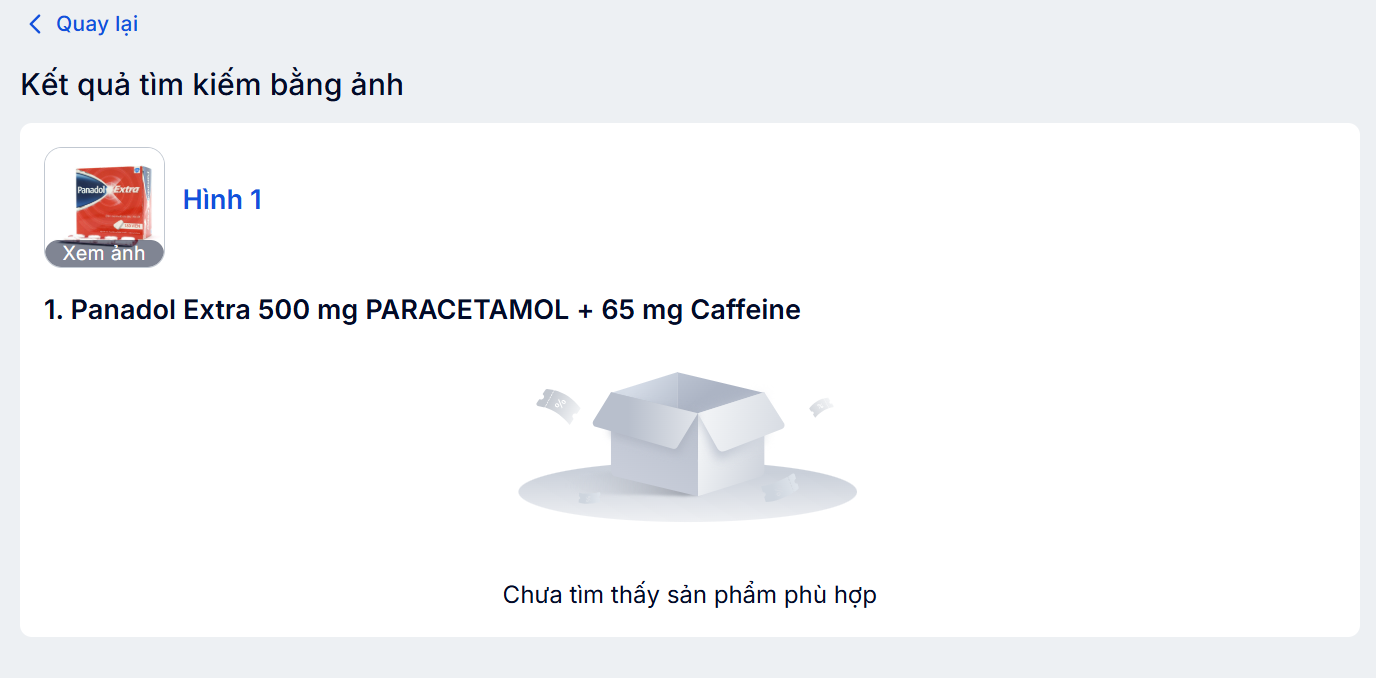 Quay lại
Kết quả tìm kiếm bằng ảnh
Panadol Extra
Xem ảnh
Hình 1
1. Panadol Extra 500 mg PARACETAMOL + 65 mg Caffeine
%
Chưa tìm thấy sản phẩm phù hợp